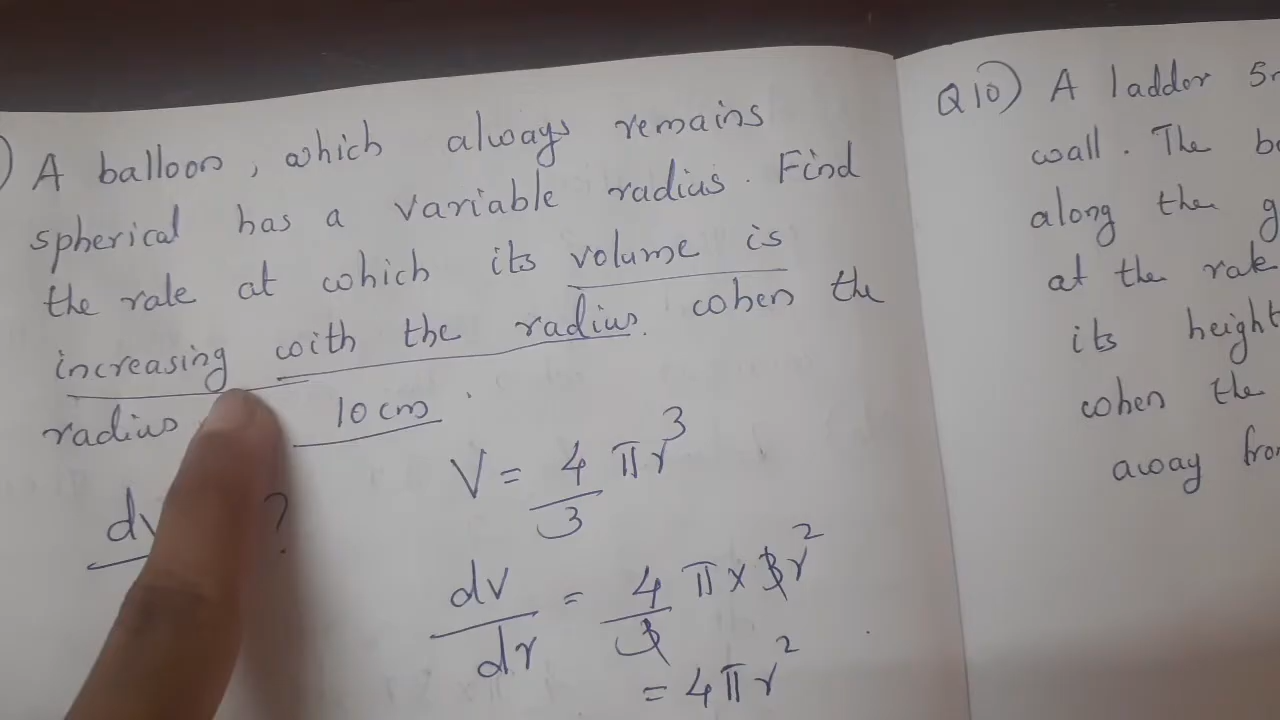 ) A balloon, which always remains
spherical has a variable radius. Find
the rate at which its volume is
increasing with the radius. when the
radius 10 cm.
V = 4/3 πr³
dv ?
dv/dr = 4/3 π × 3r²
= 4πr²
Q10) A ladder
wall. The
along the
at the rate
its height
when the
away from